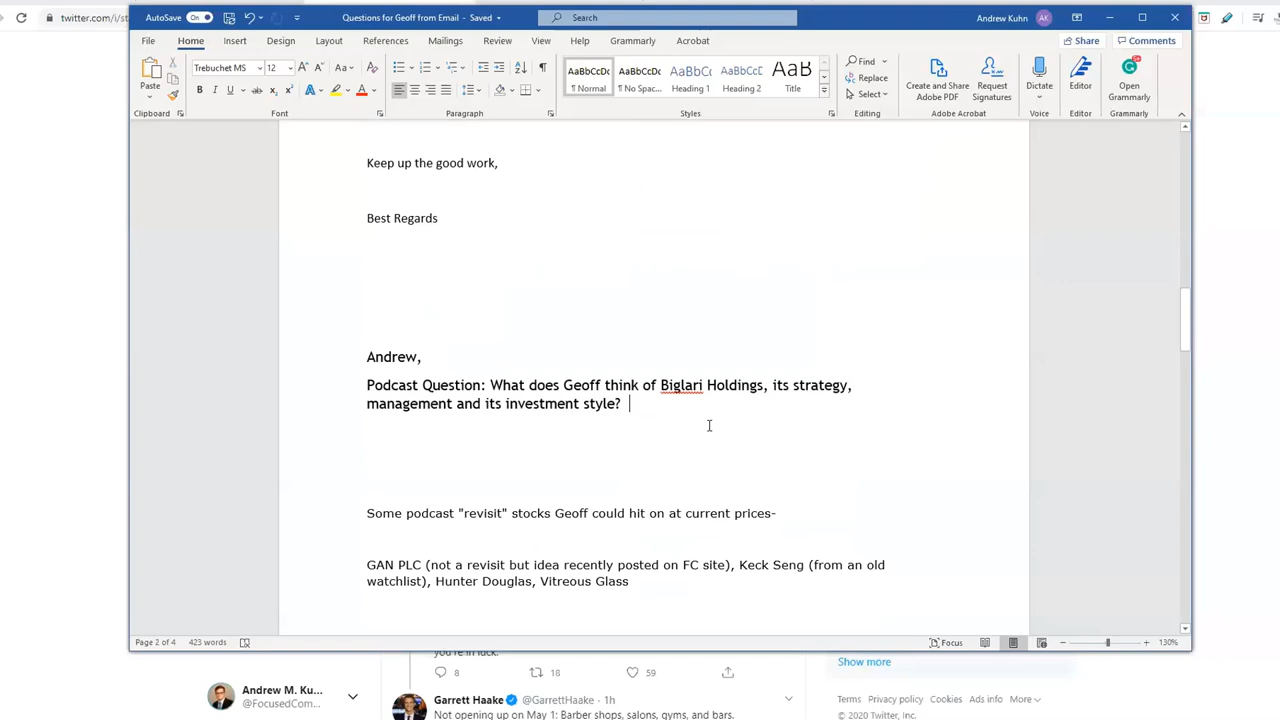 twitter.com/i/st
AutoSave On
Questions for Geoff from Email - Saved
Search
Andrew Kuhn AK
File Home Insert Design Layout References Mailings Review View Help Grammarly Acrobat Share Comments
Paste
Trebuchet MS 12
AaBbCcDc AaBbCcDc AaBbCc AaBbCcD AaB
¶ Normal ¶ No Spac... Heading 1 Heading 2 Title
Find
Replace
Select
Create and Share Adobe PDF
Request Signatures
Dictate
Editor
Open Grammarly
Clipboard Font Paragraph Styles Editing Adobe Acrobat Voice Editor Grammarly
Keep up the good work,
Best Regards
Andrew,
Podcast Question: What does Geoff think of Biglari Holdings, its strategy,
management and its investment style?
Some podcast "revisit" stocks Geoff could hit on at current prices-
GAN PLC (not a revisit but idea recently posted on FC site), Keck Seng (from an old
watchlist), Hunter Douglas, Vitreous Glass
Page 2 of 4 423 words Focus 130%
you're in luck.
8 18 59
Show more
Andrew M. Ku...
@FocusedCom...
Garrett Haake @GarrettHaake · 1h
Not opening up on May 1: Barber shops, salons, gyms, and bars.
Terms Privacy policy Cookies Ads info More
© 2020 Twitter, Inc.